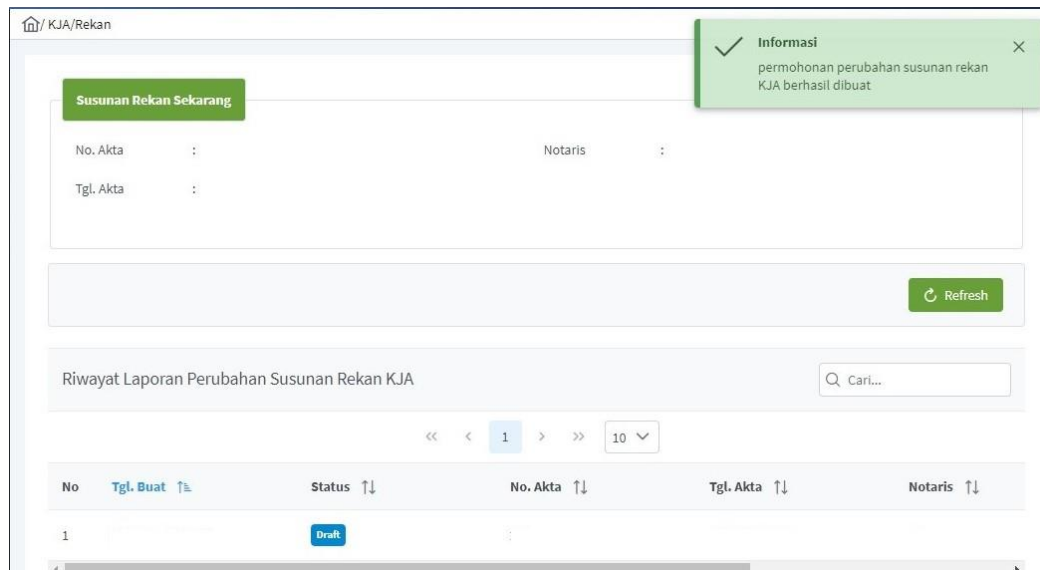 / KJA/Rekan
Informasi
permohonan perubahan susunan rekan
KJA berhasil dibuat
Susunan Rekan Sekarang
No. Akta :
Notaris :
Tgl. Akta :
Refresh
Riwayat Laporan Perubahan Susunan Rekan KJA
Cari...
<< < 1 > >> 10
No Tgl. Buat Status No. Akta Tgl. Akta Notaris
1 Draft